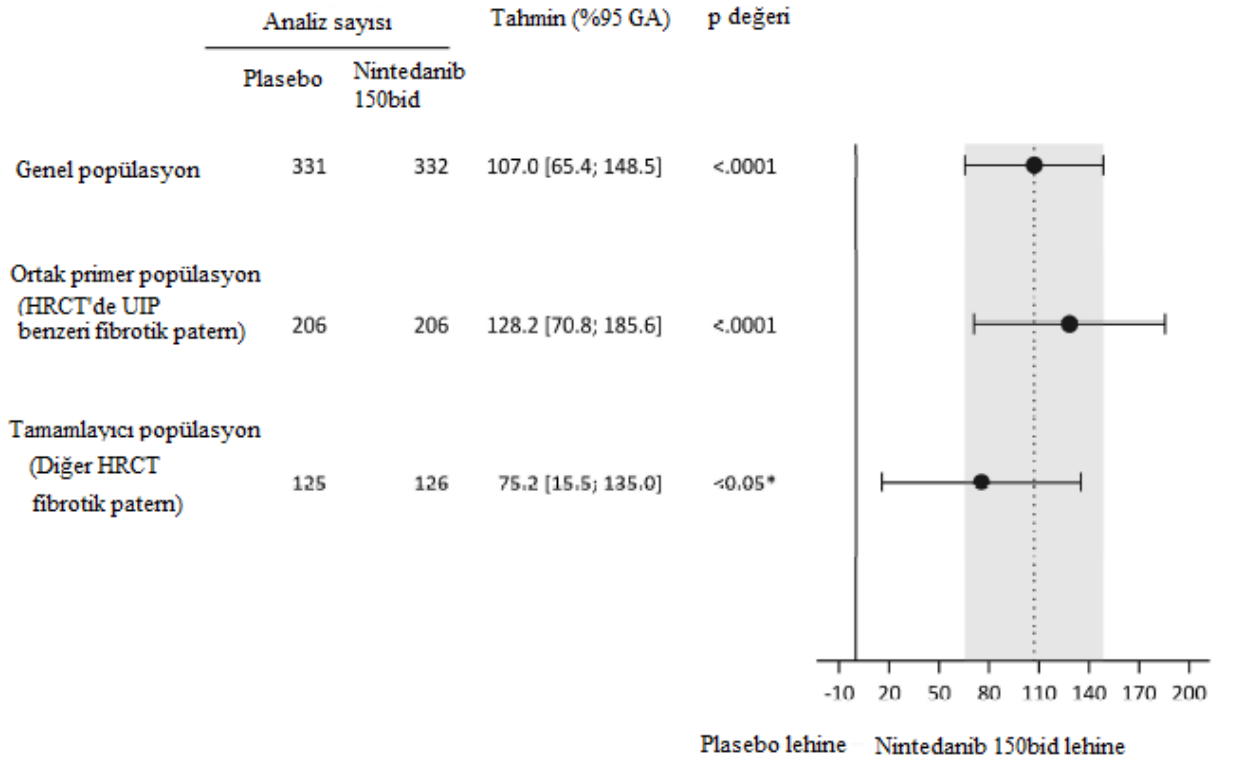 Analiz sayısı Tahmin (%95 GA) p değeri
Plasebo Nintedanib
150bid
Genel popülasyon 331 332 107.0 [65.4; 148.5] <.0001
Ortak primer popülasyon
(HRCT'de UIP
benzeri fibrotik patern) 206 206 128.2 [70.8; 185.6] <.0001
Tamamlayıcı popülasyon
(Diğer HRCT
fibrotik patern) 125 126 75.2 [15.5; 135.0] <0.05*
-10 20 50 80 110 140 170 200
Plasebo lehine Nintedanib 150bid lehine